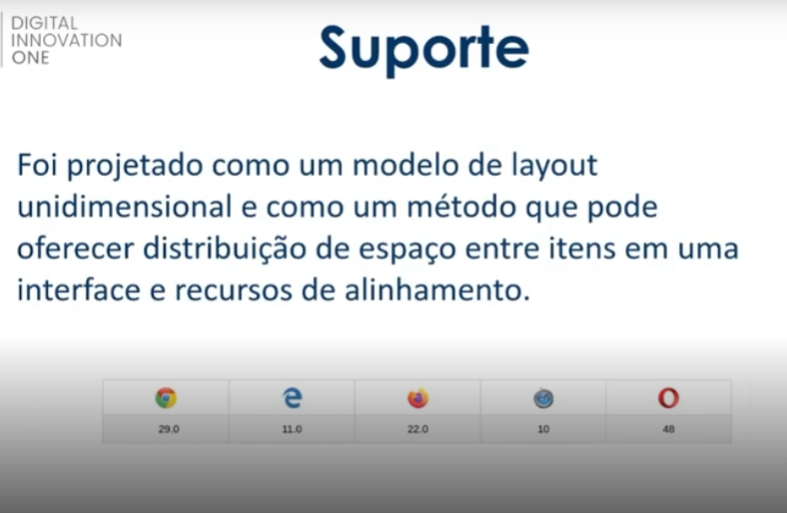 DIGITAL
INNOVATION
ONE
Suporte
Foi projetado como um modelo de layout
unidimensional e como um método que pode
oferecer distribuição de espaço entre itens em uma
interface e recursos de alinhamento.
29.0 11.0 22.0 10 48